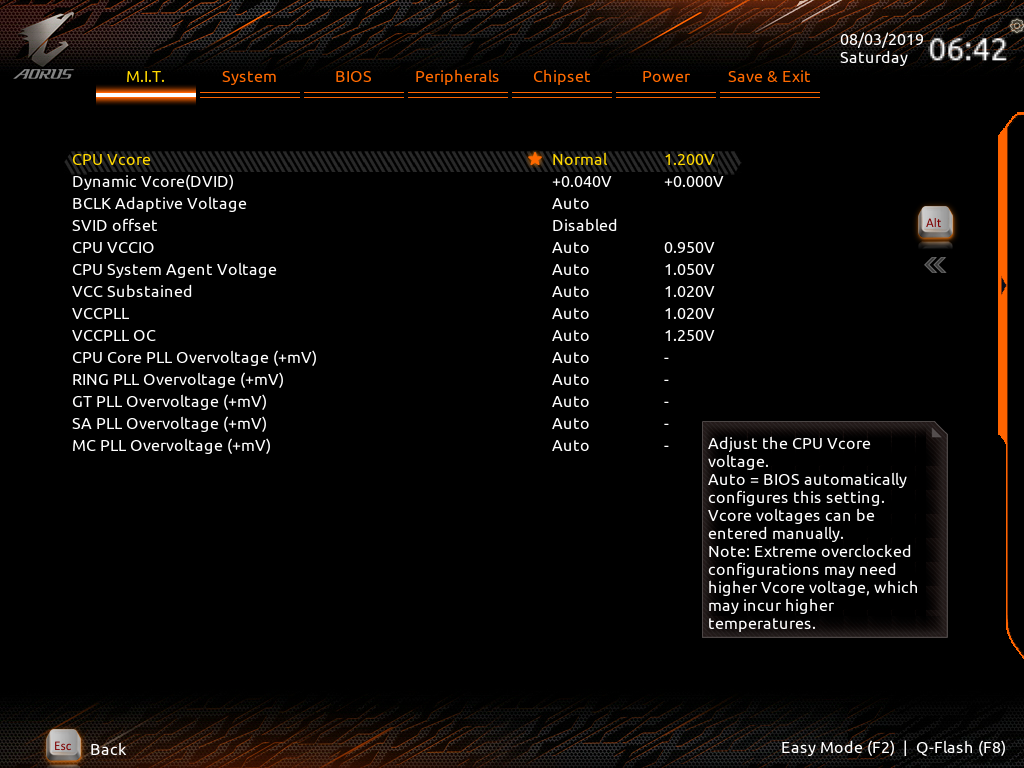 AORUS
08/03/2019
Saturday
06:42
M.I.T. System BIOS Peripherals Chipset Power Save & Exit
CPU Vcore Normal 1.200V
Dynamic Vcore(DVID) +0.040V +0.000V
BCLK Adaptive Voltage Auto
SVID offset Disabled
CPU VCCIO Auto 0.950V
CPU System Agent Voltage Auto 1.050V
VCC Substained Auto 1.020V
VCCPLL Auto 1.020V
VCCPLL OC Auto 1.250V
CPU Core PLL Overvoltage (+mV) Auto -
RING PLL Overvoltage (+mV) Auto -
GT PLL Overvoltage (+mV) Auto -
SA PLL Overvoltage (+mV) Auto -
MC PLL Overvoltage (+mV) Auto -
Alt
Adjust the CPU Vcore
voltage.
Auto = BIOS automatically
configures this setting.
Vcore voltages can be
entered manually.
Note: Extreme overclocked
configurations may need
higher Vcore voltage, which
may incur higher
temperatures.
Esc Back
Easy Mode (F2) | Q-Flash (F8)